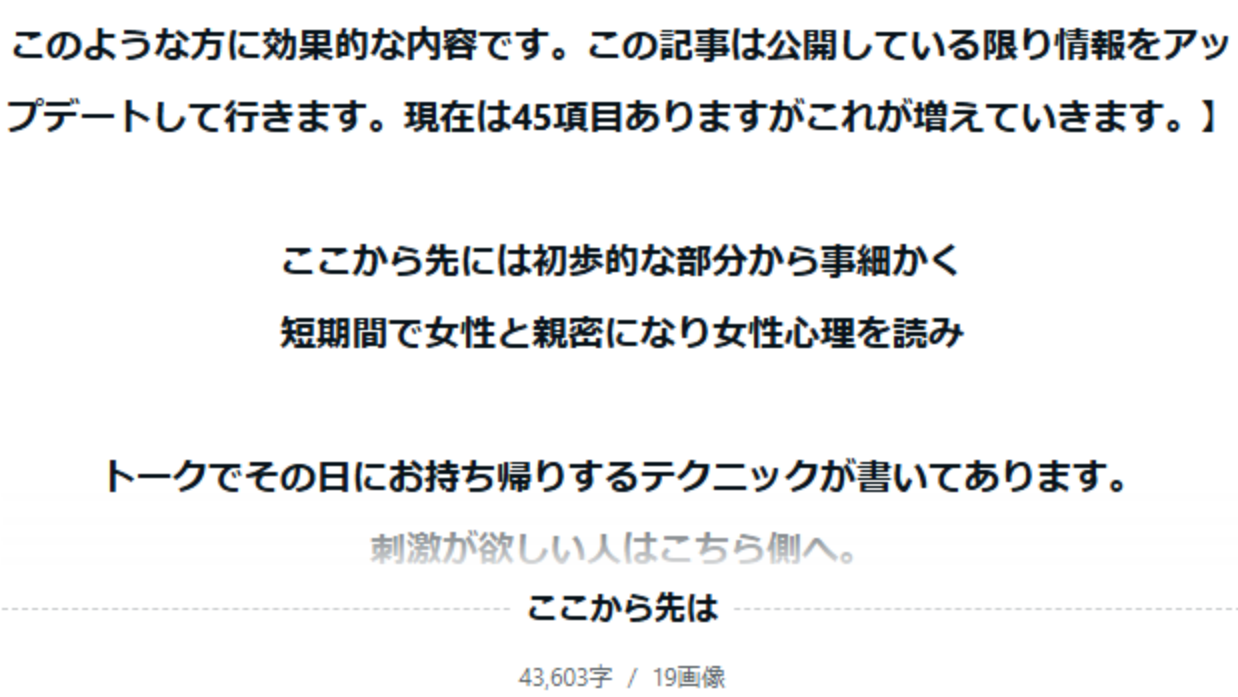 このような方に効果的な内容です。この記事は公開している限り情報をアッ
プデートして行きます。現在は45項目ありますがこれが増えていきます。】
ここから先には初歩的な部分から事細かく
短期間で女性と親密になり女性心理を読み
トークでその日にお持ち帰りするテクニックが書いてあります。
刺激が欲しい人はこちら側へ。
ここから先は
43,603字 / 19画像